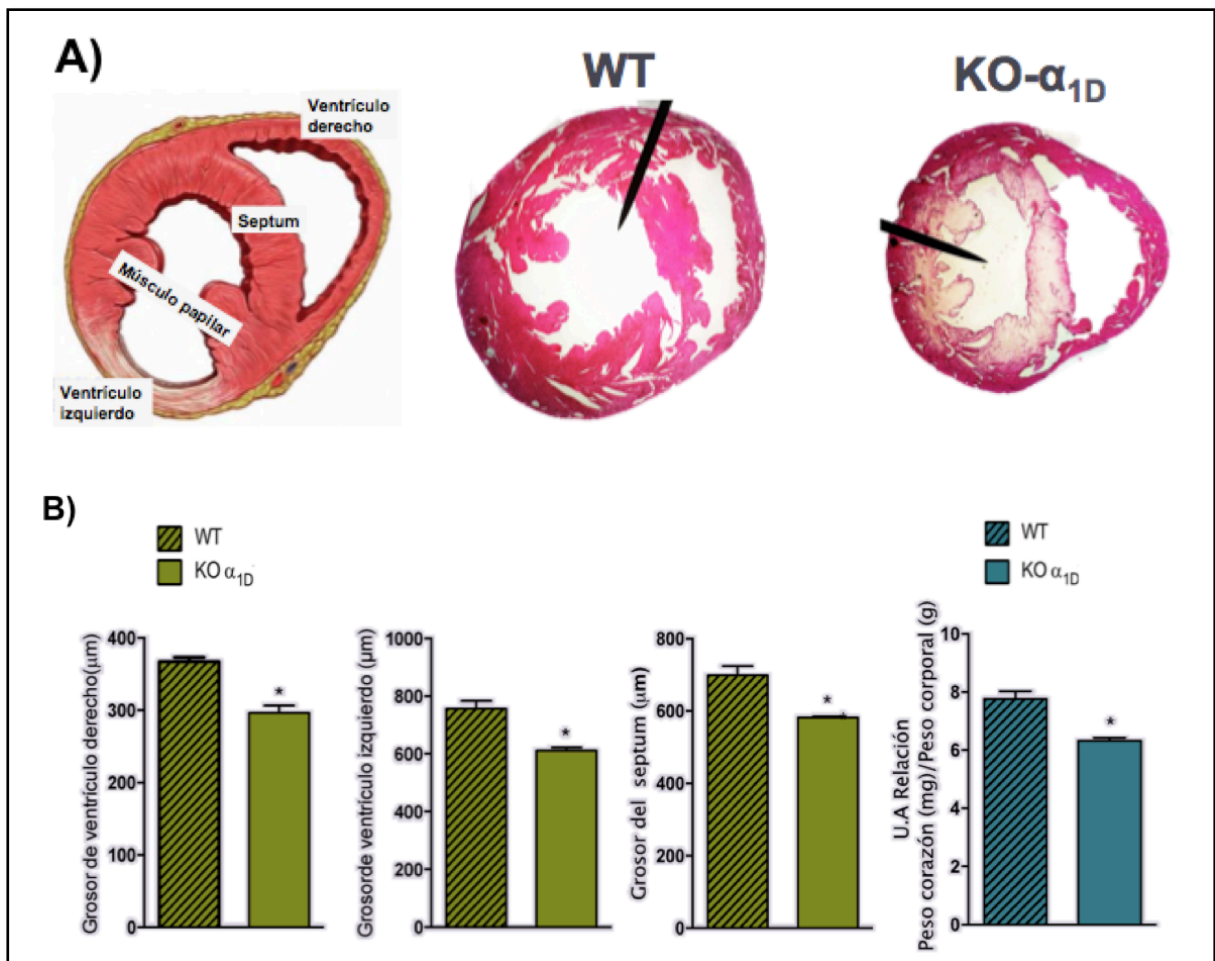 A)
WT
KO-α1D
Ventrículo
derecho
Septum
Músculo papilar
Ventrículo
izquierdo
B)
WT
KO α1D
WT
KO α1D
Grosor de ventrículo derecho(μm)
400
300
200
100
0
*
Grosorde ventrículo izquierdo (μm)
1000
800
600
400
200
0
*
Grosor del septum (μm)
800
600
400
200
0
*
U.A Relación
Peso corazón (mg)/Peso corporal (g)
10
8
6
4
2
0
*